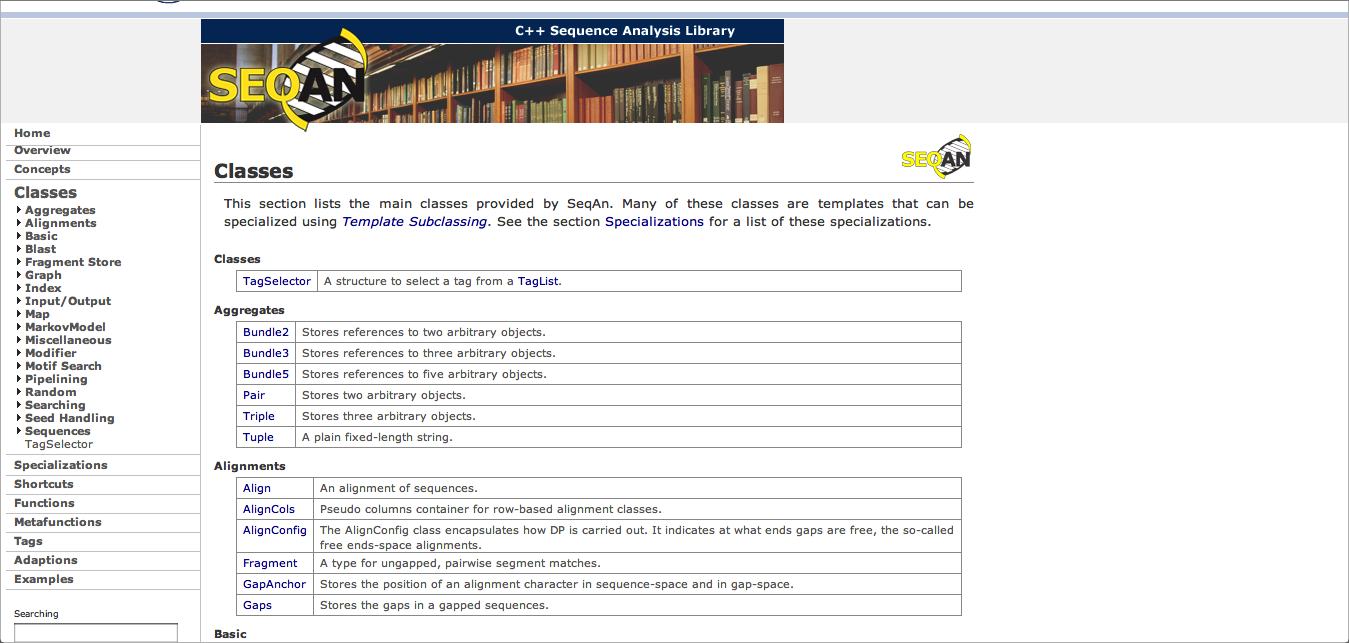 C++ Sequence Analysis Library
SEQAN
Home
Overview
Concepts
Classes
Aggregates
Alignments
Basic
Blast
Fragment Store
Graph
Index
Input/Output
Map
MarkovModel
Miscellaneous
Modifier
Motif Search
Pipelining
Random
Searching
Seed Handling
Sequences
TagSelector
Specializations
Shortcuts
Functions
Metafunctions
Tags
Adaptions
Examples
Searching
SEQAN
Classes
This section lists the main classes provided by SeqAn. Many of these classes are templates that can be
specialized using Template Subclassing. See the section Specializations for a list of these specializations.
Classes
TagSelector A structure to select a tag from a TagList.
Aggregates
Bundle2 Stores references to two arbitrary objects.
Bundle3 Stores references to three arbitrary objects.
Bundle5 Stores references to five arbitrary objects.
Pair Stores two arbitrary objects.
Triple Stores three arbitrary objects.
Tuple A plain fixed-length string.
Alignments
Align An alignment of sequences.
AlignCols Pseudo columns container for row-based alignment classes.
AlignConfig The AlignConfig class encapsulates how DP is carried out. It indicates at what ends gaps are free, the so-called
free ends-space alignments.
Fragment A type for ungapped, pairwise segment matches.
GapAnchor Stores the position of an alignment character in sequence-space and in gap-space.
Gaps Stores the gaps in a gapped sequences.
Basic